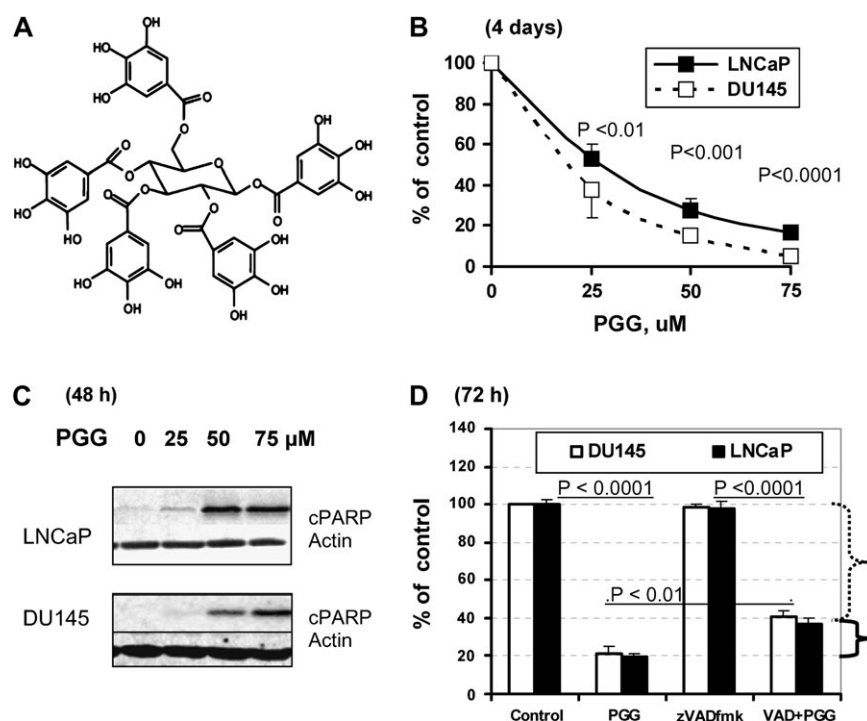 A
OH
HO
OH
HO
O
O
HO
OH
O
O
O
OH
HO
O
O
O
OH
HO
O
O
O
O
OH
HO
O
OH
HO
OH
OH
OH
OH
OH
B (4 days)
100
80
60
40
20
0
% of control
LNCaP
DU145
P <0.01
P<0.001
P<0.0001
0 25 50 75
PGG, uM
C (48 h)
PGG 0 25 50 75 µM
LNCaP
cPARP
Actin
DU145
cPARP
Actin
D (72 h)
140
120
100
80
60
40
20
0
% of control
DU145 LNCaP
P < 0.0001 P <0.0001
P < 0.01
Control PGG zVADfmk VAD+PGG